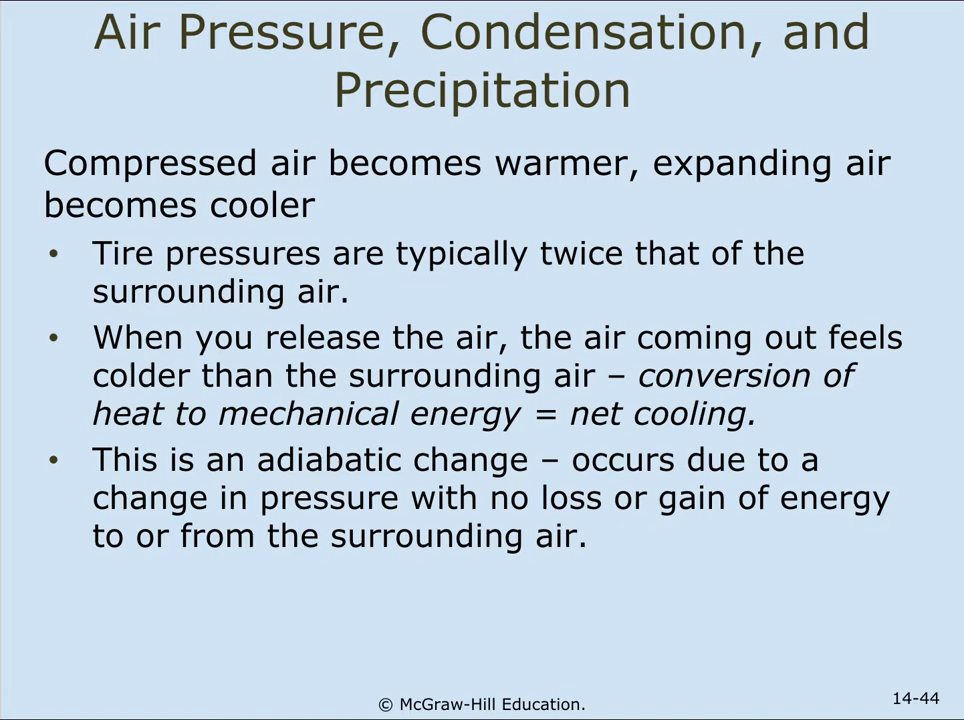 Air Pressure, Condensation, and
Precipitation
Compressed air becomes warmer, expanding air
becomes cooler
• Tire pressures are typically twice that of the
surrounding air.
• When you release the air, the air coming out feels
colder than the surrounding air – conversion of
heat to mechanical energy = net cooling.
• This is an adiabatic change – occurs due to a
change in pressure with no loss or gain of energy
to or from the surrounding air.
© McGraw-Hill Education.
14-44